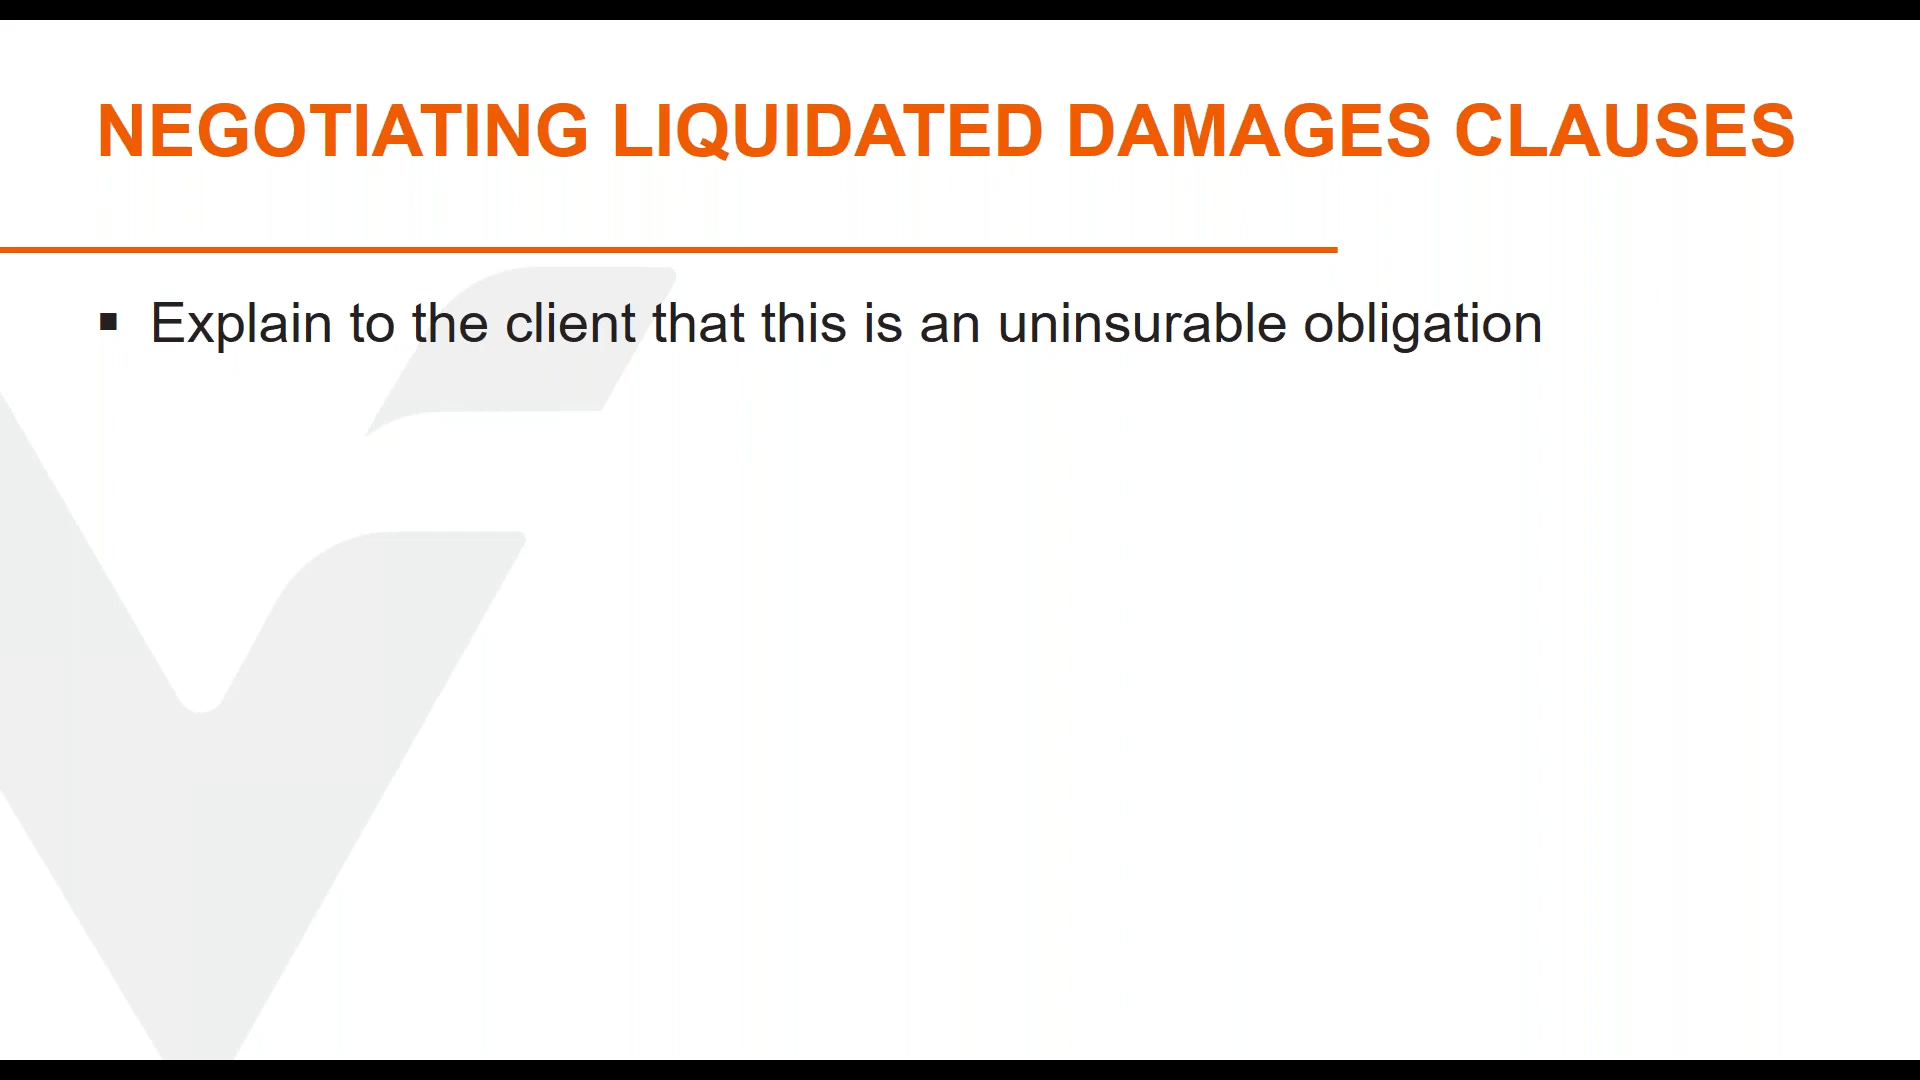 NEGOTIATING LIQUIDATED DAMAGES CLAUSES
▪ Explain to the client that this is an uninsurable obligation